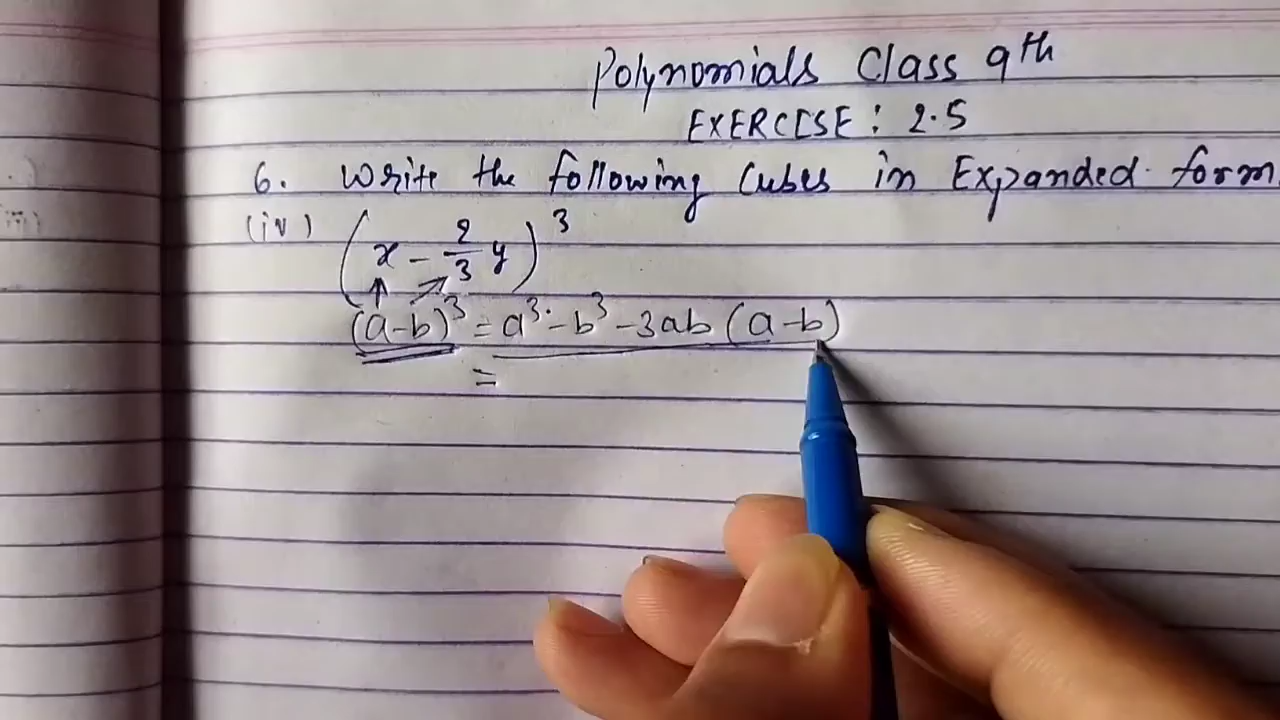 Polynomials Class 9th
EXERCISE: 2.5
6. Write the following Cubes in Expanded form.
(iv) (x - 2/3 y)³
(a-b)³ = a³ - b³ - 3ab (a-b)
=